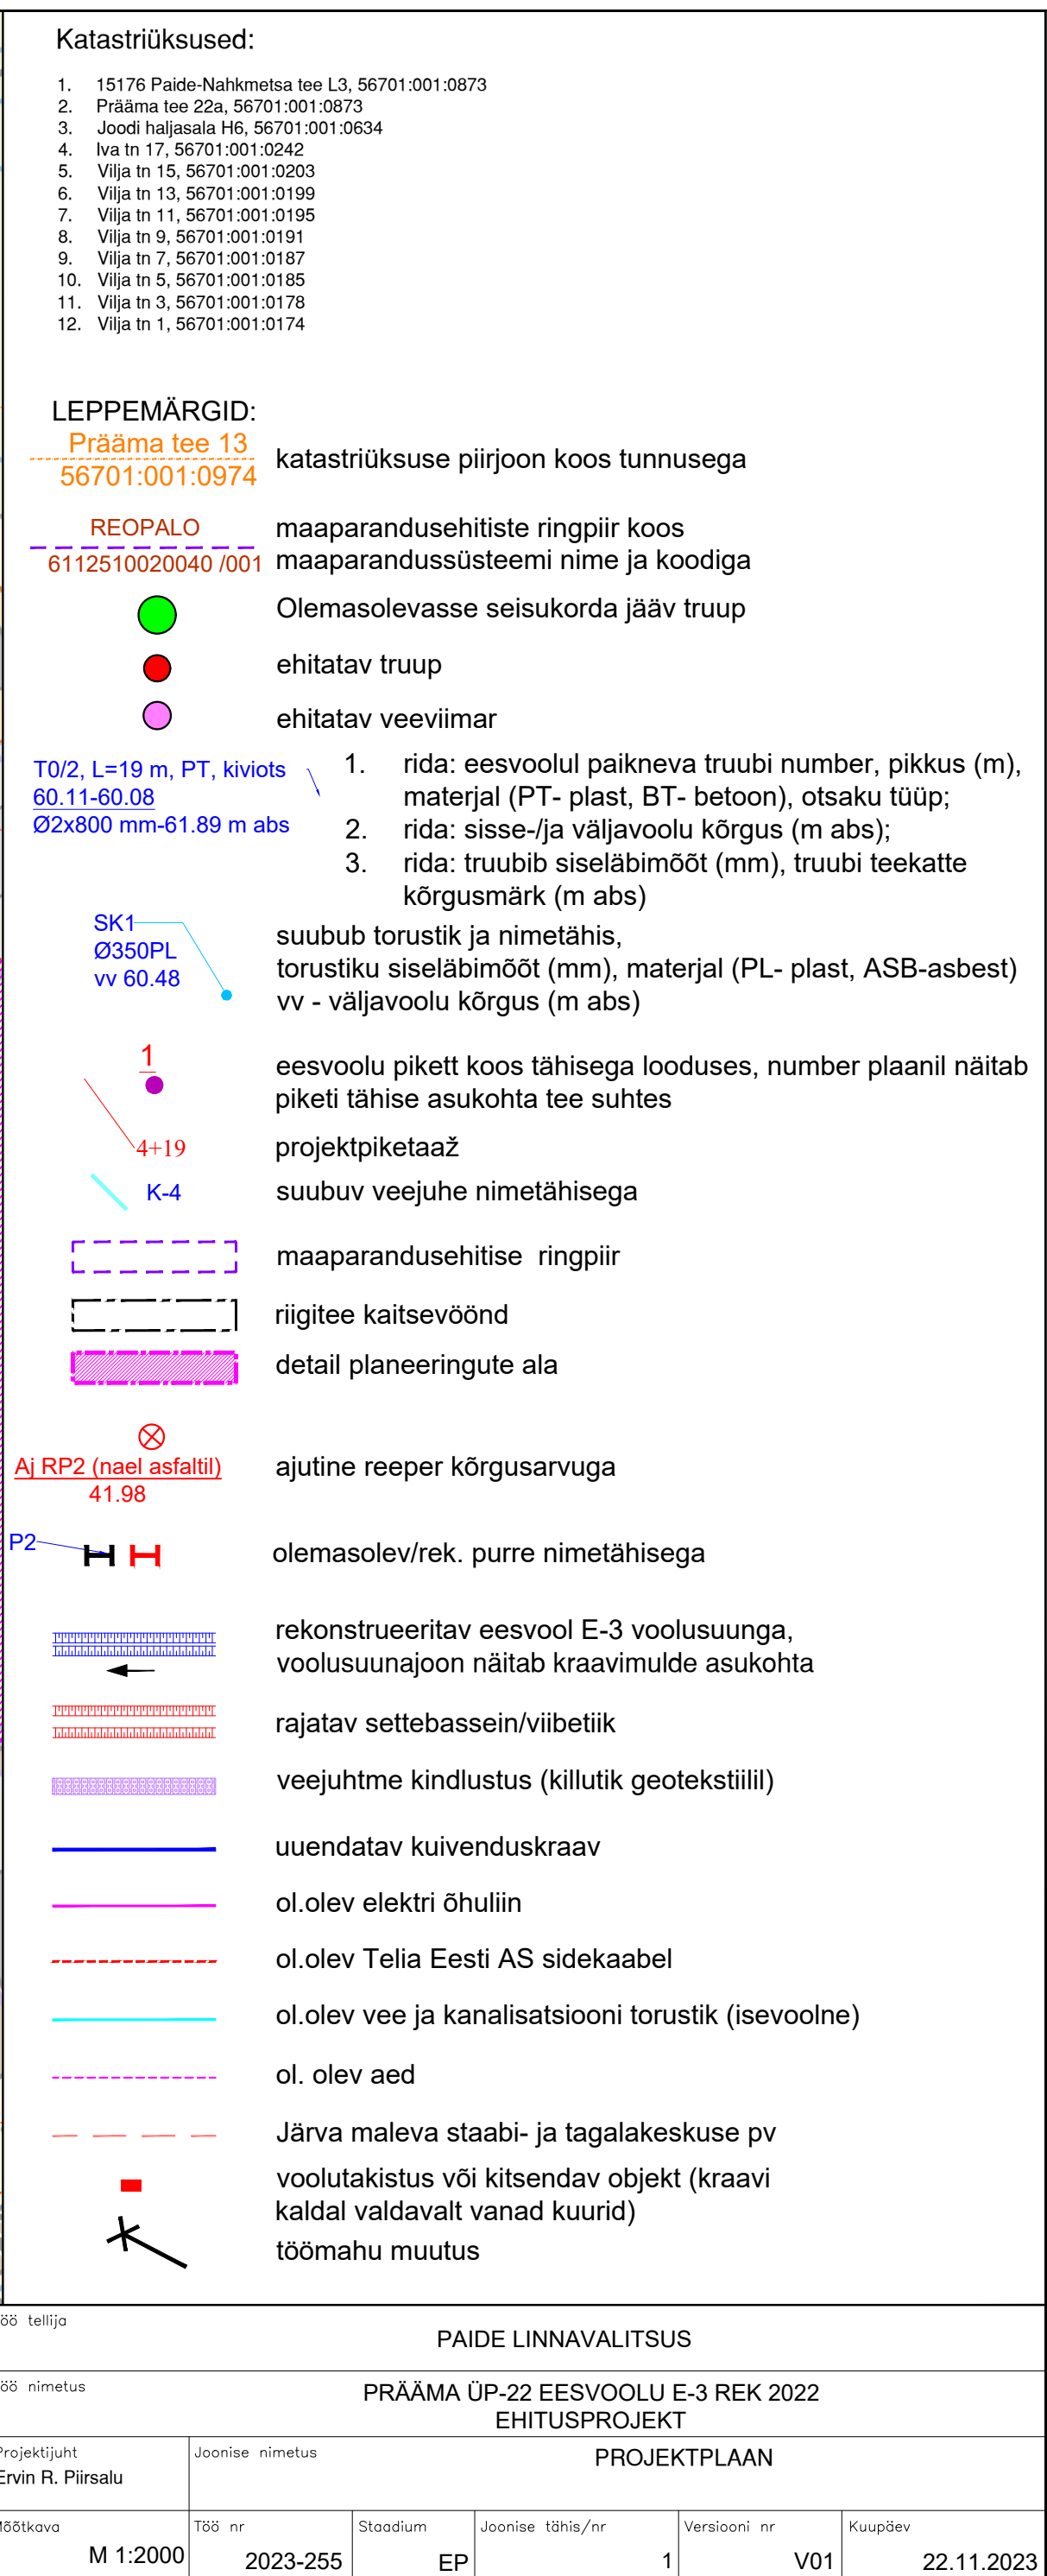 Katastriüksused:
1. 15176 Paide-Nahkmetsa tee L3, 56701:001:0873
2. Prääma tee 22a, 56701:001:0873
3. Joodi haljasala H6, 56701:001:0634
4. Iva tn 17, 56701:001:0242
5. Vilja tn 15, 56701:001:0203
6. Vilja tn 13, 56701:001:0199
7. Vilja tn 11, 56701:001:0195
8. Vilja tn 9, 56701:001:0191
9. Vilja tn 7, 56701:001:0187
10. Vilja tn 5, 56701:001:0185
11. Vilja tn 3, 56701:001:0178
12. Vilja tn 1, 56701:001:0174
LEPPEMÄRGID:
Prääma tee 13
56701:001:0974
katastriüksuse piirjoon koos tunnusega
REOPALO
6112510020040 /001
maaparandusehitiste ringpiir koos
maaparandussüsteemi nime ja koodiga
Olemasolevasse seisukorda jääv truup
ehitatav truup
ehitatav veeviimar
T0/2, L=19 m, PT, kiviots
60.11-60.08
Ø2x800 mm-61.89 m abs
1. rida: eesvoolul paikneva truubi number, pikkus (m),
materjal (PT- plast, BT- betoon), otsaku tüüp;
2. rida: sisse-/ja väljavoolu kõrgus (m abs);
3. rida: truubib siseläbimõõt (mm), truubi teekatte
kõrgusmärk (m abs)
SK1
Ø350PL
vv 60.48
suubub torustik ja nimetähis,
torustiku siseläbimõõt (mm), materjal (PL- plast, ASB-asbest)
vv - väljavoolu kõrgus (m abs)
1
eesvoolu pikett koos tähisega looduses, number plaanil näitab
piketi tähise asukohta tee suhtes
4+19
projektpiketaaž
K-4
suubuv veejuhe nimetähisega
maaparandusehitise ringpiir
riigitee kaitsevöönd
detail planeeringute ala
Aj RP2 (nael asfaltil)
41.98
ajutine reeper kõrgusarvuga
P2
olemasolev/rek. purre nimetähisega
rekonstrueeritav eesvool E-3 voolusuunga,
voolusuunajoon näitab kraavimulde asukohta
rajatav settebassein/viibetiik
veejuhtme kindlustus (killutik geotekstiilil)
uuendatav kuivenduskraav
ol.olev elektri õhuliin
ol.olev Telia Eesti AS sidekaabel
ol.olev vee ja kanalisatsiooni torustik (isevoolne)
ol. olev aed
Järva maleva staabi- ja tagalakeskuse pv
voolutakistus või kitsendav objekt (kraavi
kaldal valdavalt vanad kuurid)
töömahu muutus
öö tellija
PAIDE LINNAVALITSUS
öö nimetus
PRÄÄMA ÜP-22 EESVOOLU E-3 REK 2022
EHITUSPROJEKT
Projektijuht
Ervin R. Piirsalu
Joonise nimetus
PROJEKTPLAAN
Mõõtkava
M 1:2000
Töö nr
2023-255
Staadium
EP
Joonise tähis/nr
1
Versiooni nr
V01
Kuupäev
22.11.2023